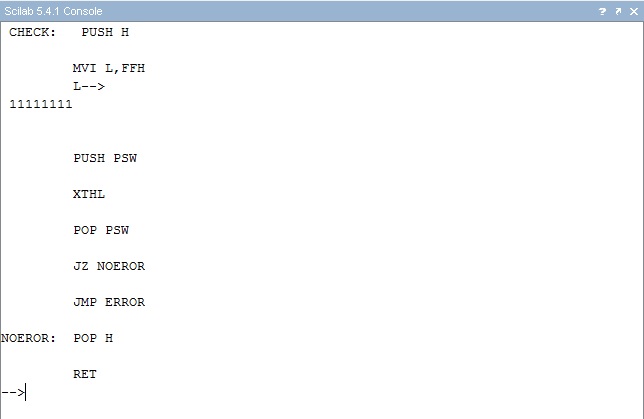 Scilab 5.4.1 Console ? ↗ ✕
CHECK: PUSH H
MVI L,FFH
L-->
11111111
PUSH PSW
XTHL
POP PSW
JZ NOEROR
JMP ERROR
NOEROR: POP H
RET
-->